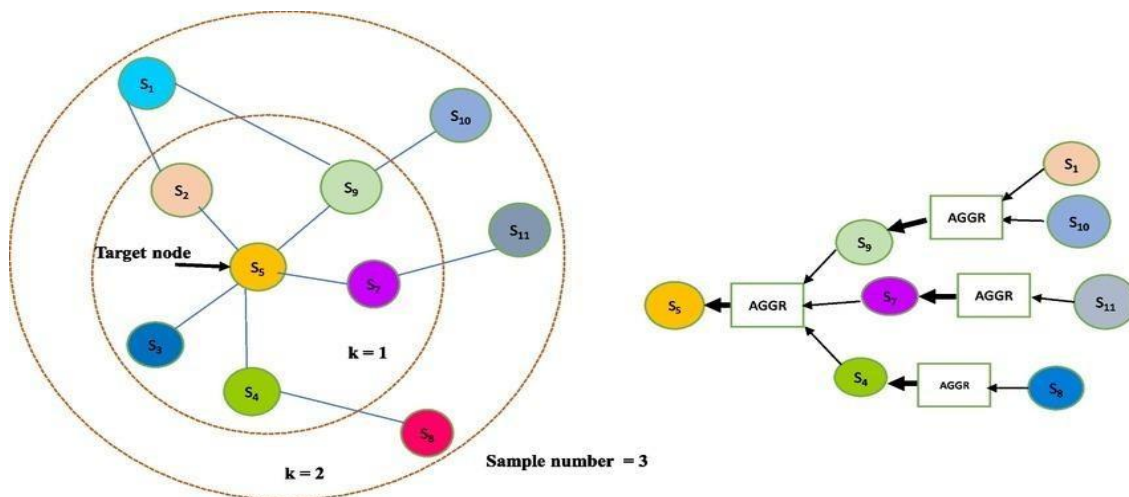 S₁
S₁₀
S₂
S₉
S₁₁
Target node
S₅
S₇
S₃
k = 1
S₄
S₈
k = 2
Sample number = 3
S₁
AGGR
S₁₀
S₉
S₅
AGGR
S₇
AGGR
S₁₁
S₄
AGGR
S₈